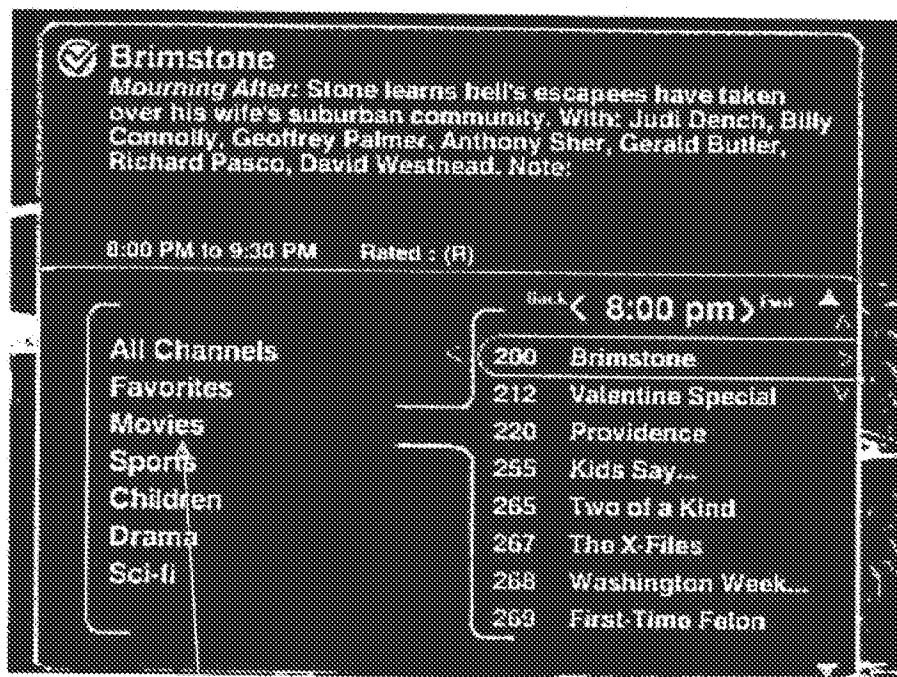 Brimstone
Mourning After: Stone learns hell's escapees have taken
over his wife's suburban community. With: Judi Dench, Billy
Connolly, Geoffrey Palmer, Anthony Sher, Gerald Butler,
Richard Pasco, David Westhead. Note:
8:00 PM to 9:30 PM Rated : (R)
Back < 8:00 pm >
All Channels
Favorites
Movies
Sports
Children
Drama
Sci-fi
200 Brimstone
212 Valentine Special
220 Providence
255 Kids Say...
265 Two of a Kind
267 The X-Files
268 Washington Week...
269 First-Time Felon